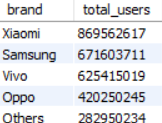 brand total_users
Xiaomi 869562617
Samsung 671603711
Vivo 625415019
Oppo 420250245
Others 282950234